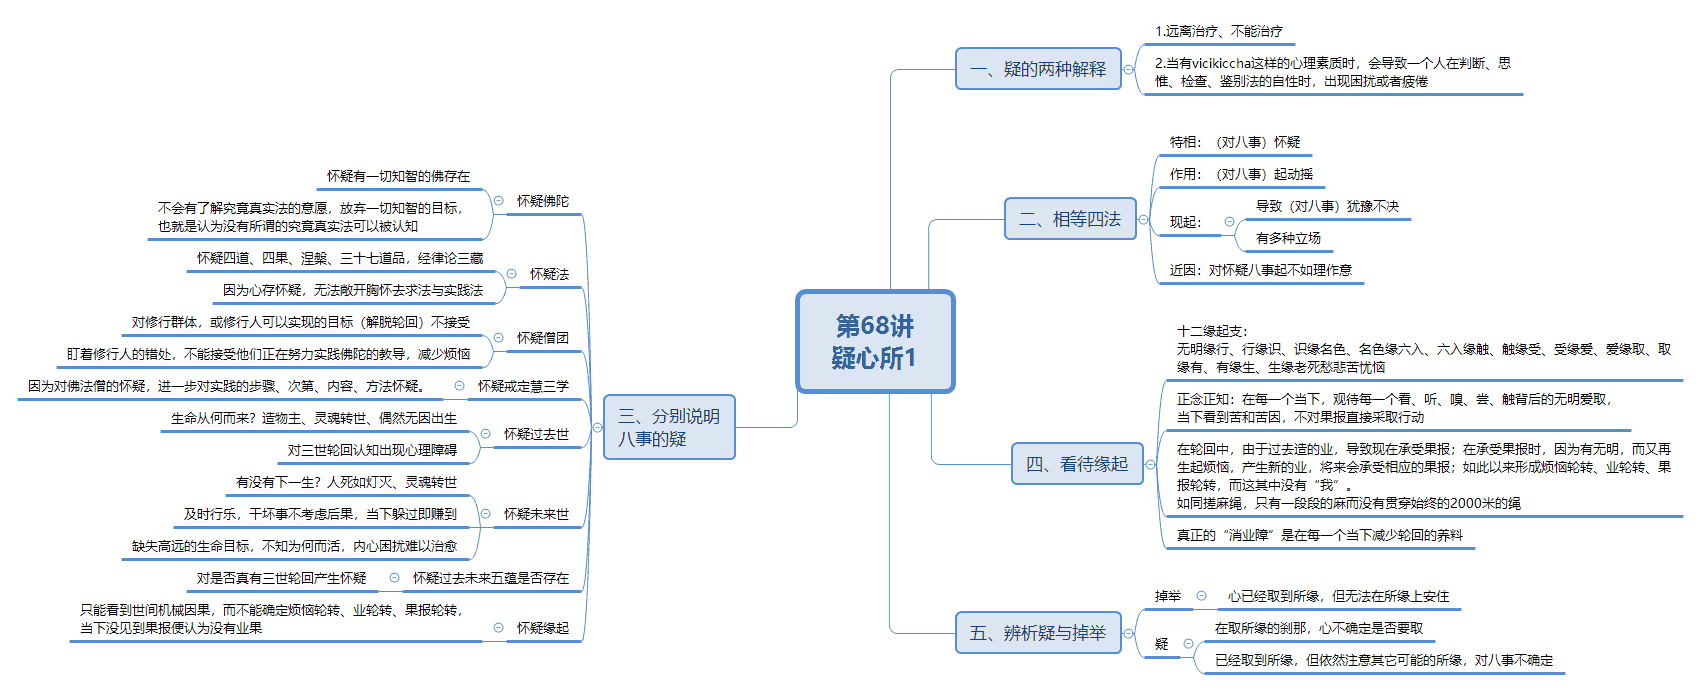 第68讲
疑心所1
一、疑的两种解释
1.远离治疗、不能治疗
2.当有vicikiccha这样的心理素质时，会导致一个人在判断、思
惟、检查、鉴别法的自性时，出现困扰或者疲倦
二、相等四法
特相：（对八事）怀疑
作用：（对八事）起动摇
现起：
导致（对八事）犹豫不决
有多种立场
近因：对怀疑八事起不如理作意
三、分别说明
八事的疑
怀疑佛陀
怀疑有一切知智的佛存在
不会有了解究竟真实法的意愿，放弃一切知智的目标，
也就是认为没有所谓的究竟真实法可以被认知
怀疑法
怀疑四道、四果、涅槃、三十七道品，经律论三藏
因为心存怀疑，无法敞开胸怀去求法与实践法
怀疑僧团
对修行群体，或修行人可以实现的目标（解脱轮回）不接受
盯着修行人的错处，不能接受他们正在努力实践佛陀的教导，减少烦恼
怀疑戒定慧三学
因为对佛法僧的怀疑，进一步对实践的步骤、次第、内容、方法怀疑。
怀疑过去世
生命从何而来？造物主、灵魂转世、偶然无因出生
对三世轮回认知出现心理障碍
怀疑未来世
有没有下一生？人死如灯灭、灵魂转世
及时行乐，干坏事不考虑后果，当下躲过即赚到
缺失高远的生命目标，不知为何而活，内心困扰难以治愈
怀疑过去未来五蕴是否存在
对是否真有三世轮回产生怀疑
怀疑缘起
只能看到世间机械因果，而不能确定烦恼轮转、业轮转、果报轮转，
当下没见到果报便认为没有业果
四、看待缘起
十二缘起支：
无明缘行、行缘识、识缘名色、名色缘六入、六入缘触、触缘受、受缘爱、爱缘取、取
缘有、有缘生、生缘老死愁悲苦忧恼
正念正知：在每一个当下，观待每一个看、听、嗅、尝、触背后的无明爱取，
当下看到苦和苦因，不对果报直接采取行动
在轮回中，由于过去造的业，导致现在承受果报；在承受果报时，因为有无明，而又再
生起烦恼，产生新的业，将来会承受相应的果报；如此以来形成烦恼轮转、业轮转、果
报轮转，而这其中没有“我”。
如同搓麻绳，只有一段段的麻而没有贯穿始终的2000米的绳
真正的“消业障”是在每一个当下减少轮回的养料
五、辨析疑与掉举
掉举
心已经取到所缘，但无法在所缘上安住
疑
在取所缘的刹那，心不确定是否要取
已经取到所缘，但依然注意其它可能的所缘，对八事不确定